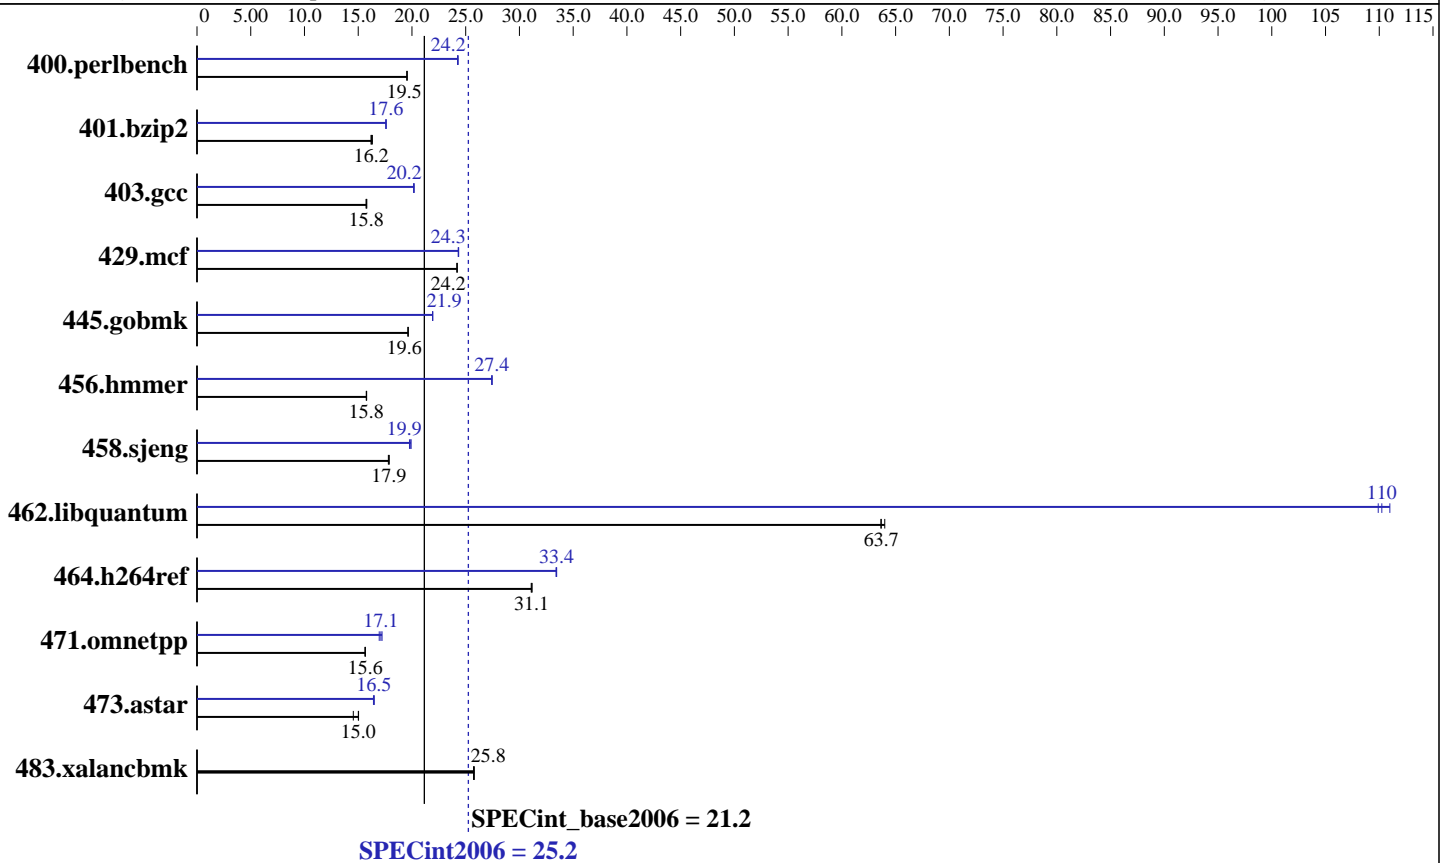 0 5.00 10.0 15.0 20.0 25.0 30.0 35.0 40.0 45.0 50.0 55.0 60.0 65.0 70.0 75.0 80.0 85.0 90.0 95.0 100 105 110 115
24.2
400.perlbench
19.5
17.6
401.bzip2
16.2
20.2
403.gcc
15.8
24.3
429.mcf
24.2
21.9
445.gobmk
19.6
27.4
456.hmmer
15.8
19.9
458.sjeng
17.9
110
462.libquantum
63.7
33.4
464.h264ref
31.1
17.1
471.omnetpp
15.6
16.5
473.astar
15.0
25.8
483.xalancbmk
SPECint_base2006 = 21.2
SPECint2006 = 25.2